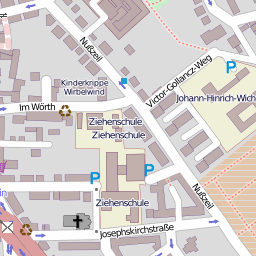 Nußzeil
Victor-Gollancz-Weg
P
Kinderkrippe
Wirbelwind
Johann-Hinrich-Wich
Im Wörth
Ziehenschule
Ziehenschule
P
P
Nußzeil
Ziehenschule
Josephskirchstraße